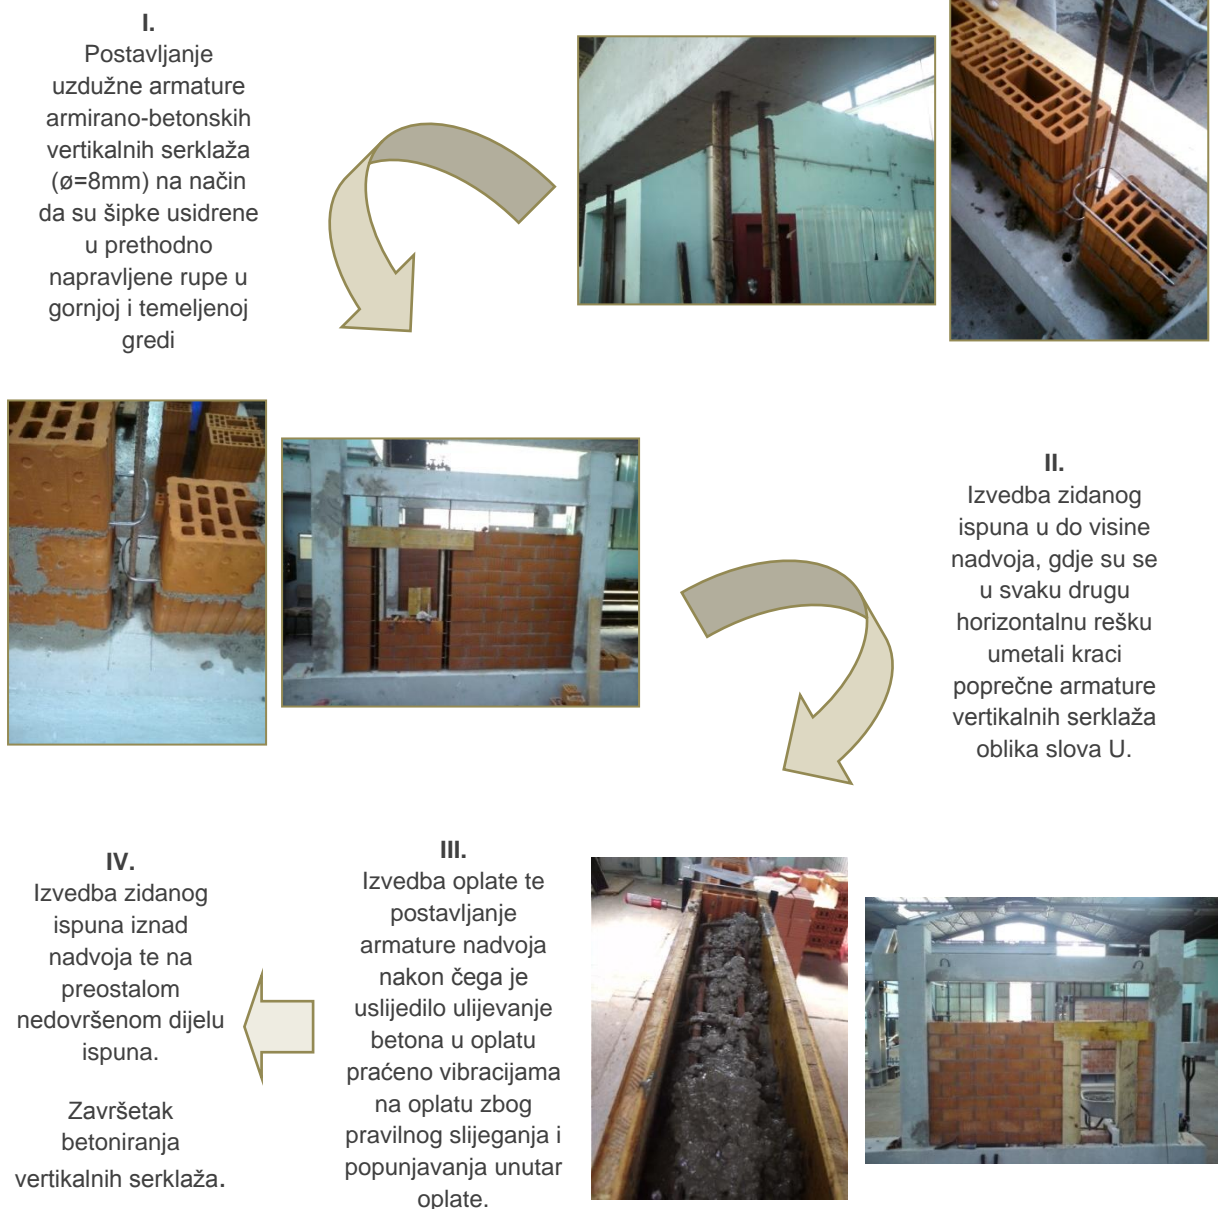 I.
Postavljanje
uzdužne armature
armirano-betonskih
vertikalnih serklaža
(ø=8mm) na način
da su šipke usidrene
u prethodno
napravljene rupe u
gornjoj i temeljenoj
gredi
II.
Izvedba zidanog
ispuna u do visine
nadvoja, gdje su se
u svaku drugu
horizontalnu rešku
umetali kraci
poprečne armature
vertikalnih serklaža
oblika slova U.
III.
Izvedba oplate te
postavljanje
armature nadvoja
nakon čega je
uslijedilo ulijevanje
betona u oplatu
praćeno vibracijama
na oplatu zbog
pravilnog slijeganja i
popunjavanja unutar
oplate.
IV.
Izvedba zidanog
ispuna iznad
nadvoja te na
preostalom
nedovršenom dijelu
ispuna.
Završetak
betoniranja
vertikalnih serklaža.